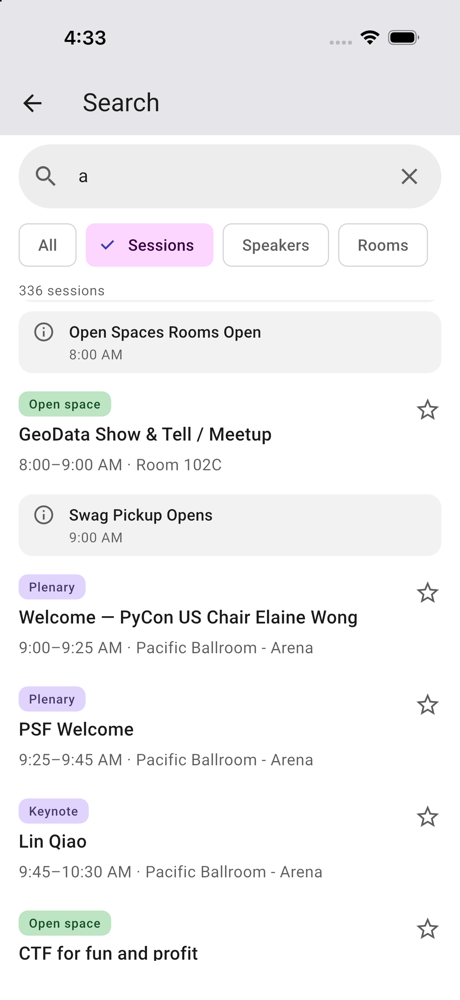 4:33
Search
a
All
Sessions
Speakers
Rooms
336 sessions
Open Spaces Rooms Open
8:00 AM
Open space
GeoData Show & Tell / Meetup
8:00–9:00 AM · Room 102C
Swag Pickup Opens
9:00 AM
Plenary
Welcome — PyCon US Chair Elaine Wong
9:00–9:25 AM · Pacific Ballroom - Arena
Plenary
PSF Welcome
9:25–9:45 AM · Pacific Ballroom - Arena
Keynote
Lin Qiao
9:45–10:30 AM · Pacific Ballroom - Arena
Open space
CTF for fun and profit